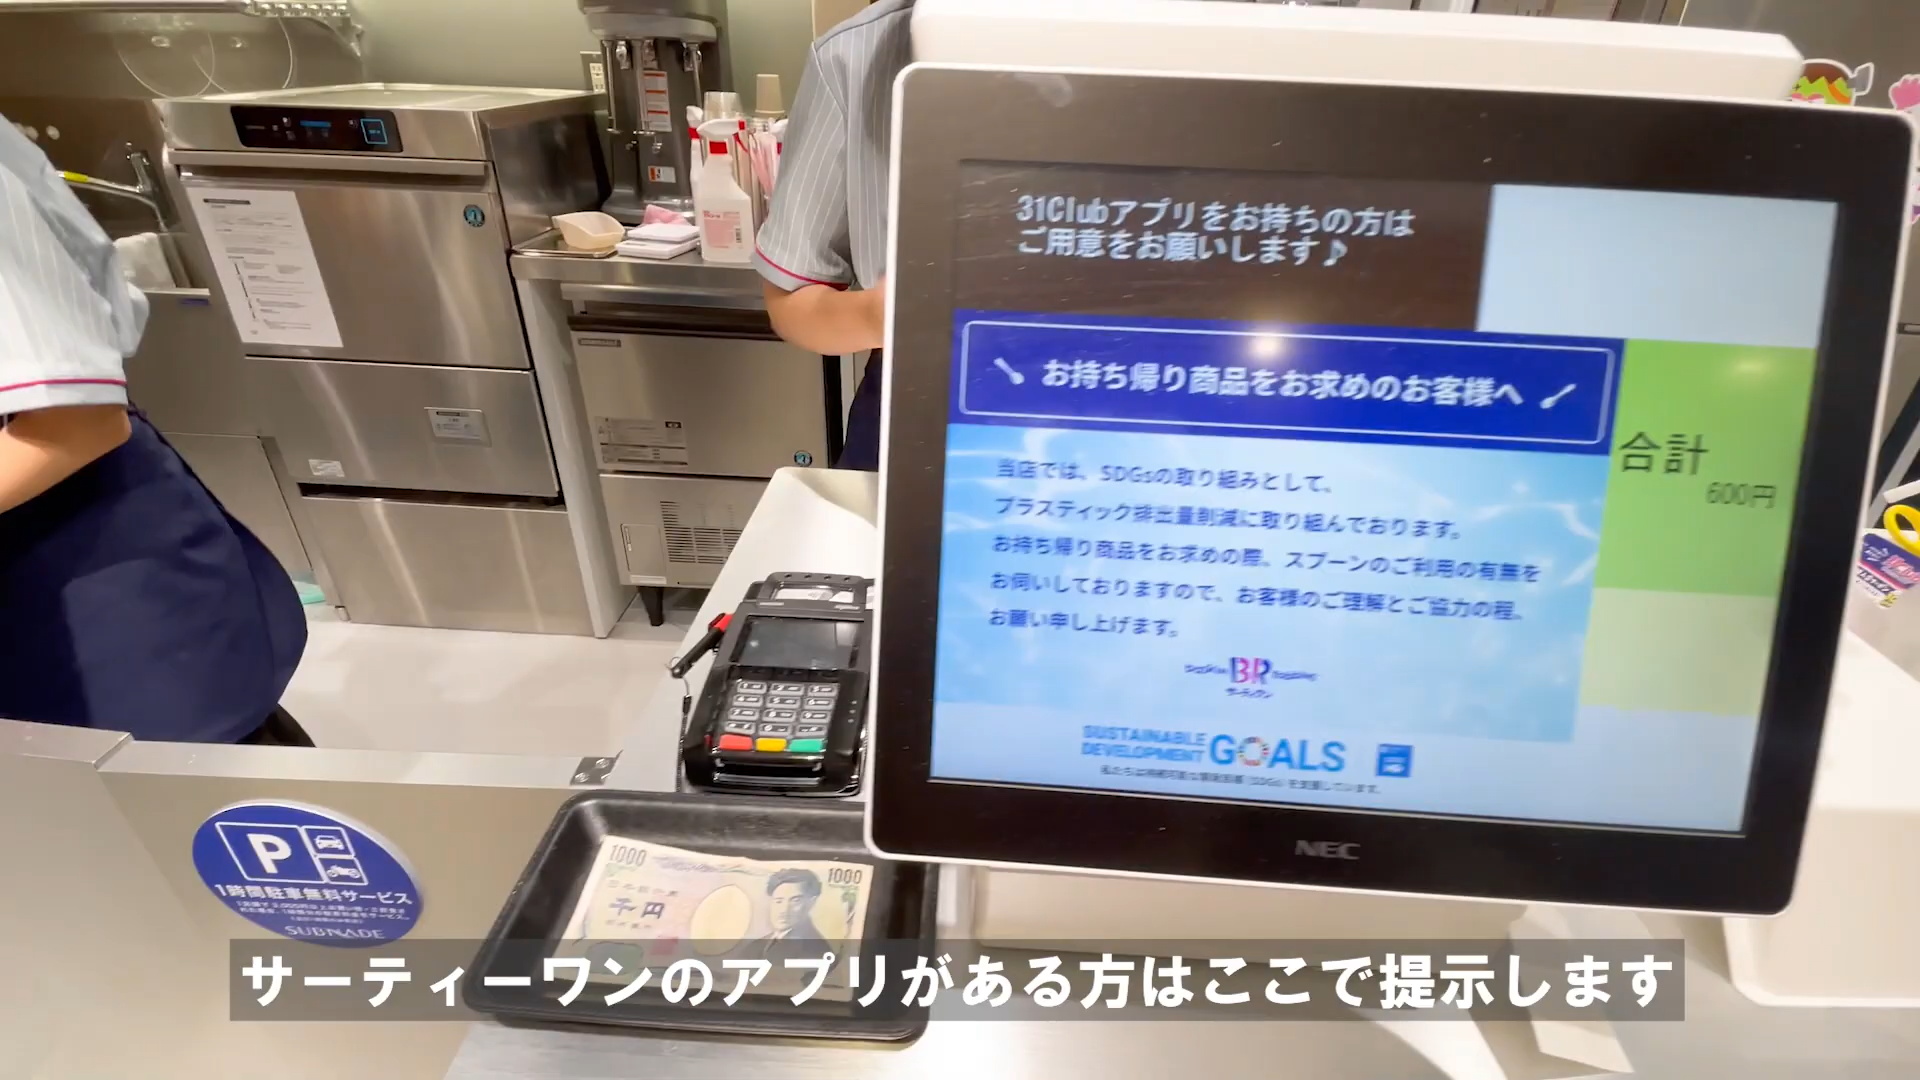 31Clubアプリをお持ちの方は
ご用意をお願いします♪
お持ち帰り商品をお求めのお客様へ
合計
600円
当店では、SDGsの取り組みとして、
プラスティック排出量削減に取り組んでおります。
お持ち帰り商品をお求めの際、スプーンのご利用の有無を
お伺いしておりますので、お客様のご理解とご協力の程、
お願い申し上げます。
BR
サーティワン
SUSTAINABLE
DEVELOPMENT
GOALS
NEC
P
1時間駐車無料サービス
SUBNADE
1000
1000
千円
サーティーワンのアプリがある方はここで提示します